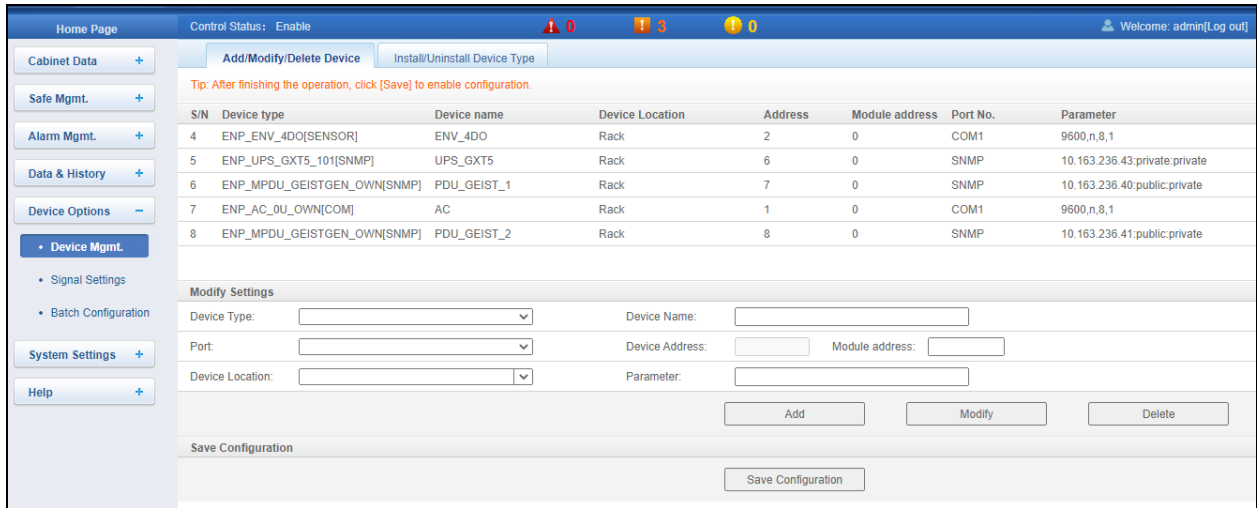 Home Page Control Status: Enable 0 3 0 Welcome: admin[Log out]
Cabinet Data +
Safe Mgmt. +
Alarm Mgmt. +
Data & History +
Device Options −
• Device Mgmt.
• Signal Settings
• Batch Configuration
System Settings +
Help +
Add/Modify/Delete Device Install/Uninstall Device Type
Tip: After finishing the operation, click [Save] to enable configuration.
S/N Device type Device name Device Location Address Module address Port No. Parameter
4 ENP_ENV_4DO[SENSOR] ENV_4DO Rack 2 0 COM1 9600,n,8,1
5 ENP_UPS_GXT5_101[SNMP] UPS_GXT5 Rack 6 0 SNMP 10.163.236.43:private:private
6 ENP_MPDU_GEISTGEN_OWN[SNMP] PDU_GEIST_1 Rack 7 0 SNMP 10.163.236.40:public:private
7 ENP_AC_0U_OWN[COM] AC Rack 1 0 COM1 9600,n,8,1
8 ENP_MPDU_GEISTGEN_OWN[SNMP] PDU_GEIST_2 Rack 8 0 SNMP 10.163.236.41:public:private
Modify Settings
Device Type: Device Name:
Port: Device Address: Module address:
Device Location: Parameter:
Add Modify Delete
Save Configuration
Save Configuration